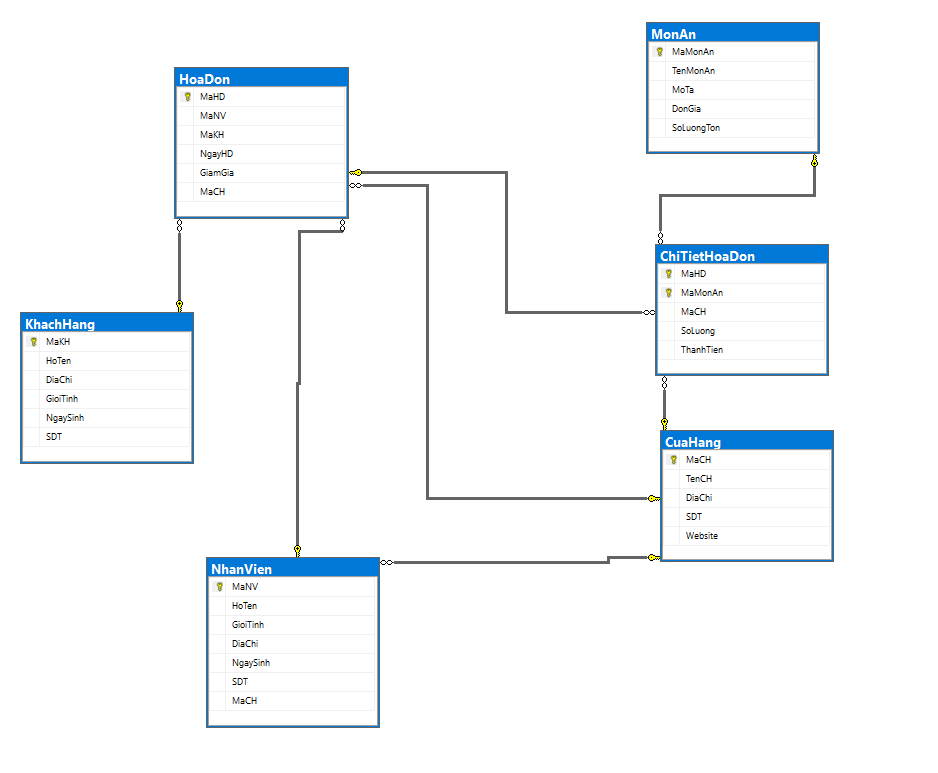 MonAn
MaMonAn
TenMonAn
MoTa
DonGia
SoLuongTon
HoaDon
MaHD
MaNV
MaKH
NgayHD
GiamGia
MaCH
ChiTietHoaDon
MaHD
MaMonAn
MaCH
SoLuong
ThanhTien
KhachHang
MaKH
HoTen
DiaChi
GioiTinh
NgaySinh
SDT
CuaHang
MaCH
TenCH
DiaChi
SDT
Website
NhanVien
MaNV
HoTen
GioiTinh
DiaChi
NgaySinh
SDT
MaCH